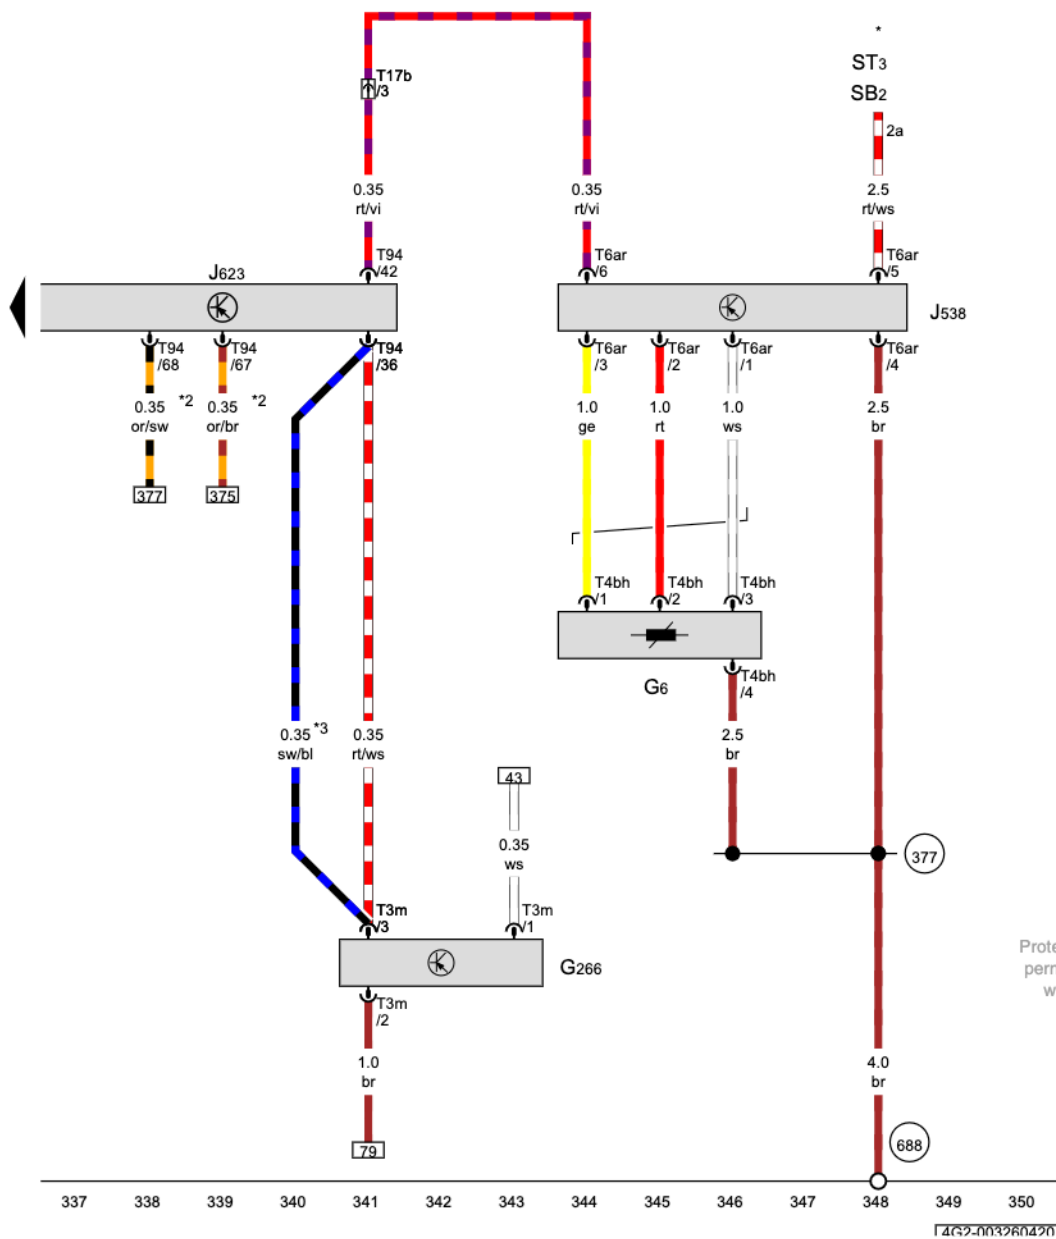 *
ST3
SB2
2a
T17b
/3
0.35
rt/vi
0.35
rt/vi
2.5
rt/ws
T94
/42
T6ar
/6
T6ar
/5
J623
J538
T94
/68
T94
/67
T94
/36
T6ar
/3
T6ar
/2
T6ar
/1
T6ar
/4
0.35 *2
or/sw
0.35 *2
or/br
1.0
ge
1.0
rt
1.0
ws
2.5
br
377
375
T4bh
/1
T4bh
/2
T4bh
/3
G6
T4bh
/4
0.35 *3
sw/bl
0.35
rt/ws
2.5
br
43
0.35
ws
377
T3m
/3
T3m
/1
G266
T3m
/2
Prote
perm
w
1.0
br
4.0
br
79
688
337 338 339 340 341 342 343 344 345 346 347 348 349 350
4G2-003260420